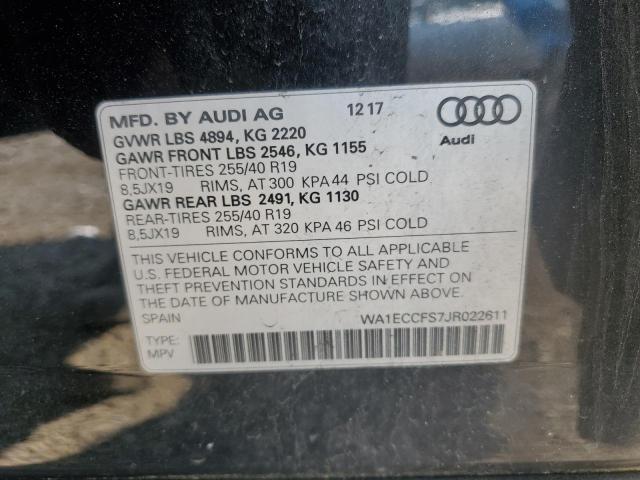 MFD. BY AUDI AG 12 17
GVWR LBS 4894, KG 2220
GAWR FRONT LBS 2546, KG 1155
FRONT-TIRES 255/40 R19
8,5JX19 RIMS, AT 300 KPA 44 PSI COLD
GAWR REAR LBS 2491, KG 1130
REAR-TIRES 255/40 R19
8,5JX19 RIMS, AT 320 KPA 46 PSI COLD
Audi
THIS VEHICLE CONFORMS TO ALL APPLICABLE
U.S. FEDERAL MOTOR VEHICLE SAFETY AND
THEFT PREVENTION STANDARDS IN EFFECT ON
THE DATE OF MANUFACTURE SHOWN ABOVE.
SPAIN WA1ECCFS7JR022611
TYPE:
MPV